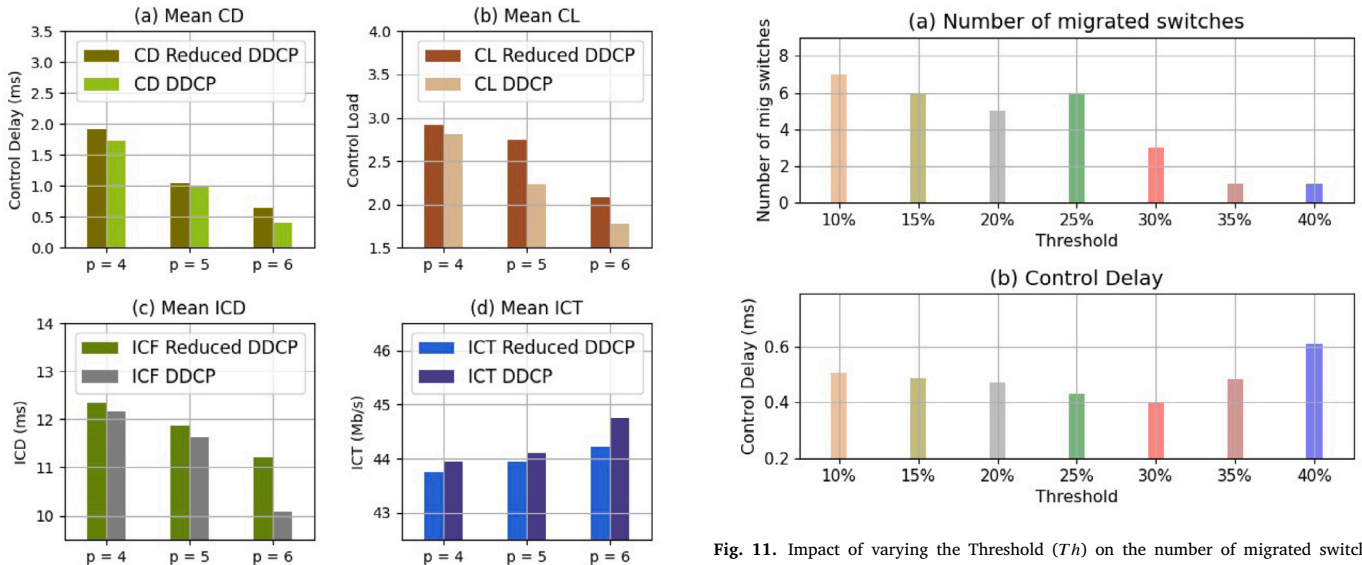 (a) Mean CD
3.5
3.0
2.5
2.0
1.5
1.0
0.5
0.0
Control Delay (ms)
CD Reduced DDCP
CD DDCP
p = 4 p = 5 p = 6
(b) Mean CL
4.0
3.5
3.0
2.5
2.0
1.5
Control Load
CL Reduced DDCP
CL DDCP
p = 4 p = 5 p = 6
(c) Mean ICD
14
13
12
11
10
ICD (ms)
ICF Reduced DDCP
ICF DDCP
p = 4 p = 5 p = 6
(d) Mean ICT
46
45
44
43
ICT (Mb/s)
ICT Reduced DDCP
ICT DDCP
p = 4 p = 5 p = 6
(a) Number of migrated switches
8
6
4
2
0
Number of mig switches
10% 15% 20% 25% 30% 35% 40%
Threshold
(b) Control Delay
0.6
0.4
0.2
Control Delay (ms)
10% 15% 20% 25% 30% 35% 40%
Threshold
Fig. 11. Impact of varying the Threshold (Th) on the number of migrated switch